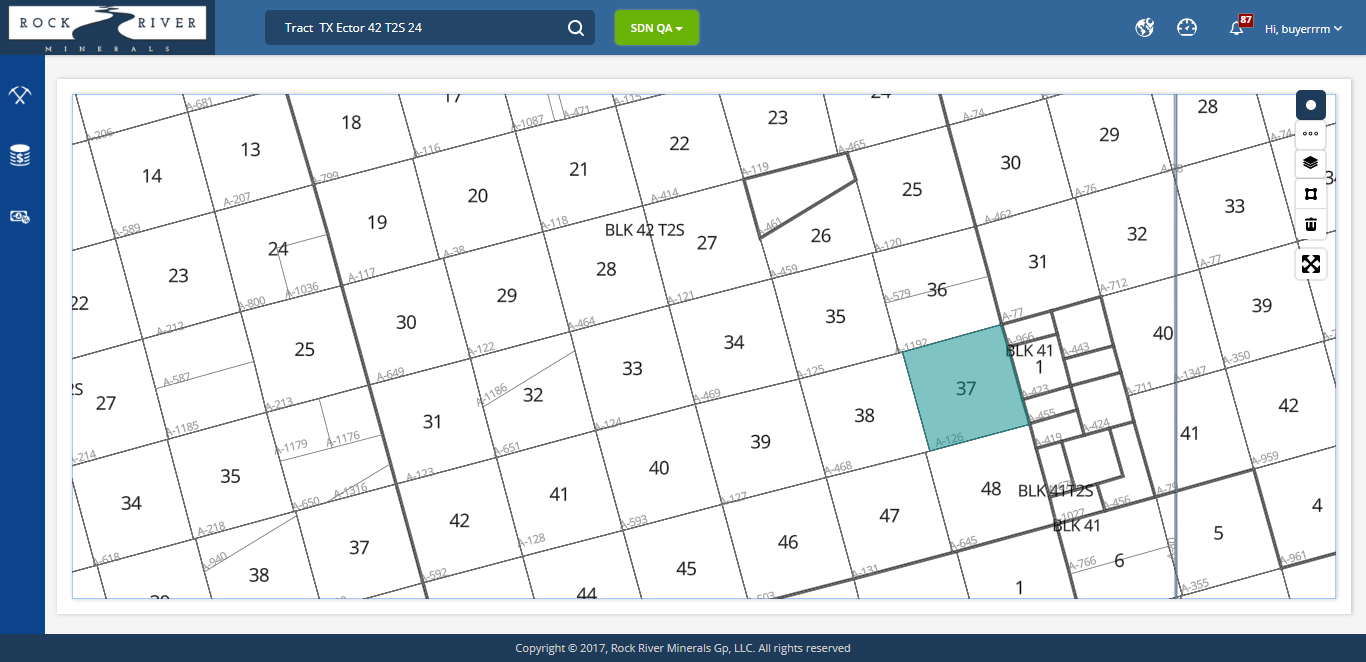 ROCK RIVER
MINERALS
Tract TX Ector 42 T2S 24
SDN QA
87
Hi, buyerrrm
A-681
17
A-471
A-115
24
A-74
28
A-206
13
18
A-1087
22
23
A-465
29
A-74
14
A-207
A-799
A-116
21
A-119
30
A-78
A-589
24
19
20
A-414
25
A-76
33
A-118
BLK 42 T2S
27
A-461
26
A-462
32
23
A-1036
A-117
A-38
28
A-459
A-120
31
A-77
22
A-800
29
A-121
A-579
36
A-712
39
A-212
30
A-464
34
35
A-77
40
25
A-122
A-1192
A-966
BLK 41
A-443
A-350
A-587
A-649
33
A-125
1
A-1347
2S
27
A-213
A-1186
32
A-469
37
A-423
A-711
42
A-1185
31
A-124
38
A-455
A-424
41
A-214
A-1179
A-1176
A-651
39
A-126
A-419
A-959
34
35
A-123
40
A-468
48
BLK 41T2S
A-79
4
A-650
A-1316
41
A-127
47
A-456
A-218
42
A-593
A-1027
BLK 41
5
A-618
A-940
37
A-128
46
A-645
A-766
6
A-961
38
A-592
45
A-131
1
A-355
39
44
A-503
Copyright © 2017, Rock River Minerals Gp, LLC. All rights reserved